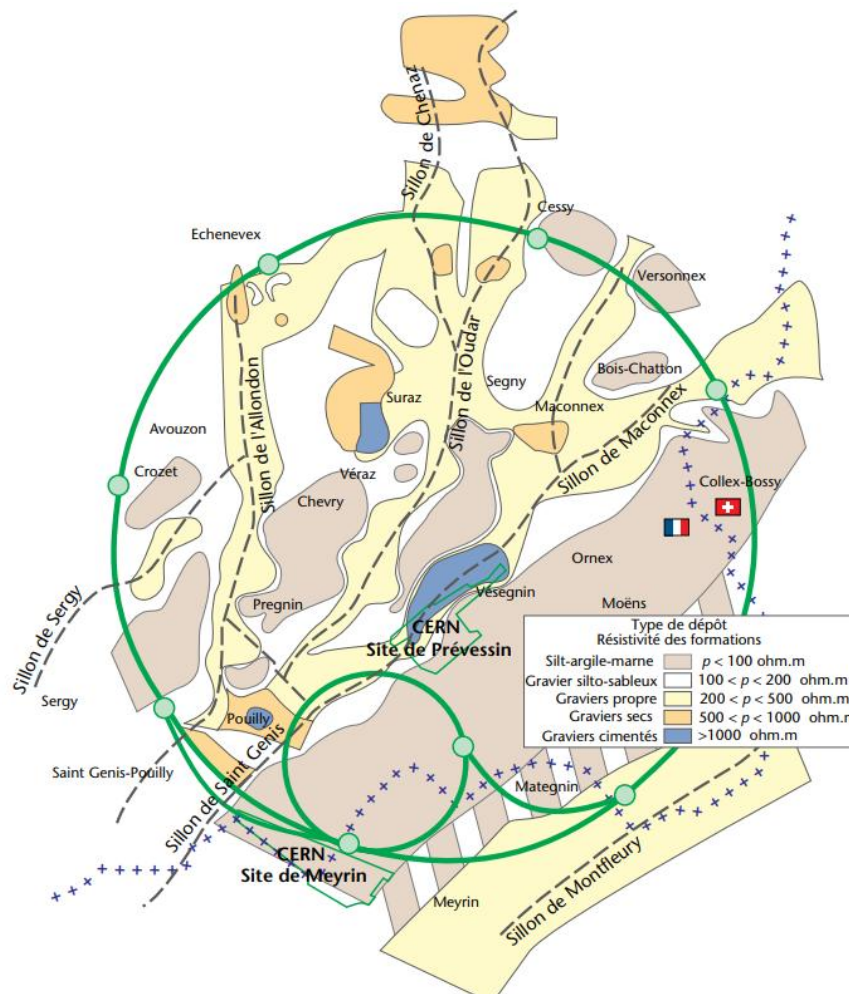 Sillon de Chenaz
Cessy
Echenevex
Versonnex
Sillon de l'Oudar
Bois-Chatton
Segny
Suraz
Maconnex
Sillon de Maconnex
Avouzon
Sillon de l'Allondon
Crozet
Véraz
Collex-Bossy
Chevry
Ornex
Vésegnin
Moëns
Pregnin
CERN
Site de Prévessin
Sillon de Sergy
Type de dépôt
Résistivité des formations
Silt-argile-marne p < 100 ohm.m
Gravier silto-sableux 100 < p < 200 ohm.m
Graviers propre 200 < p < 500 ohm.m
Graviers secs 500 < p < 1000 ohm.m
Graviers cimentés >1000 ohm.m
Sergy
Pouilly
Saint Genis-Pouilly
Sillon de Saint Genis
Mategnin
CERN
Site de Meyrin
Meyrin
Sillon de Montfleury